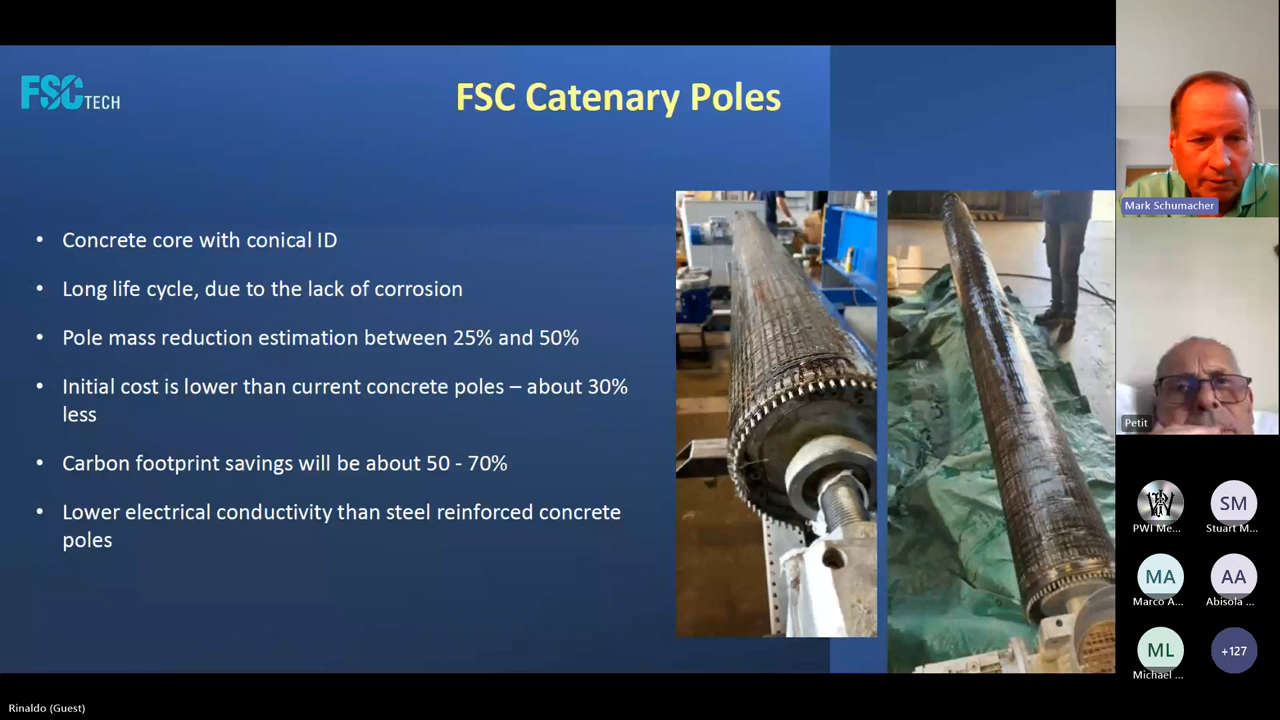 FSC TECH
FSC Catenary Poles
• Concrete core with conical ID
• Long life cycle, due to the lack of corrosion
• Pole mass reduction estimation between 25% and 50%
• Initial cost is lower than current concrete poles – about 30%
less
• Carbon footprint savings will be about 50 - 70%
• Lower electrical conductivity than steel reinforced concrete
poles
Mark Schumacher
Petit
PWI Me...
SM
Stuart M...
MA
Marco A...
AA
Abisola ...
ML
Michael ...
+127
Rinaldo (Guest)